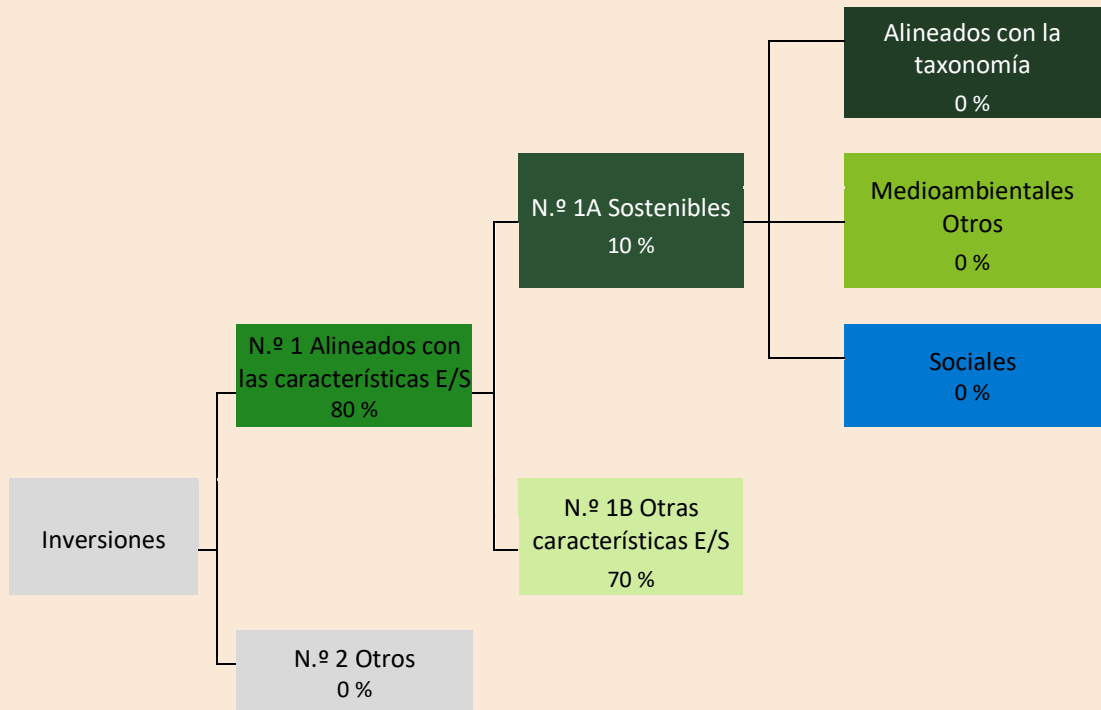 Alineados con la
taxonomía
0 %
N.º 1A Sostenibles
10 %
Medioambientales
Otros
0 %
N.º 1 Alineados con
las características E/S
80 %
Sociales
0 %
Inversiones
N.º 1B Otras
características E/S
70 %
N.º 2 Otros
0 %